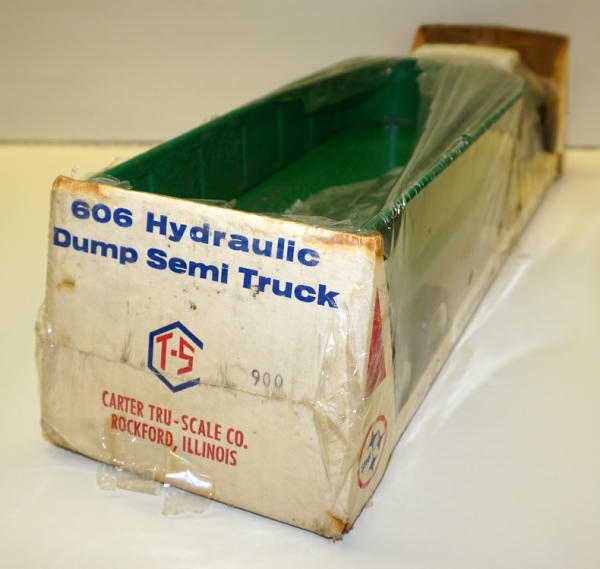 606 Hydraulic
Dump Semi Truck
T-S
900
CARTER TRU-SCALE CO.
ROCKFORD, ILLINOIS